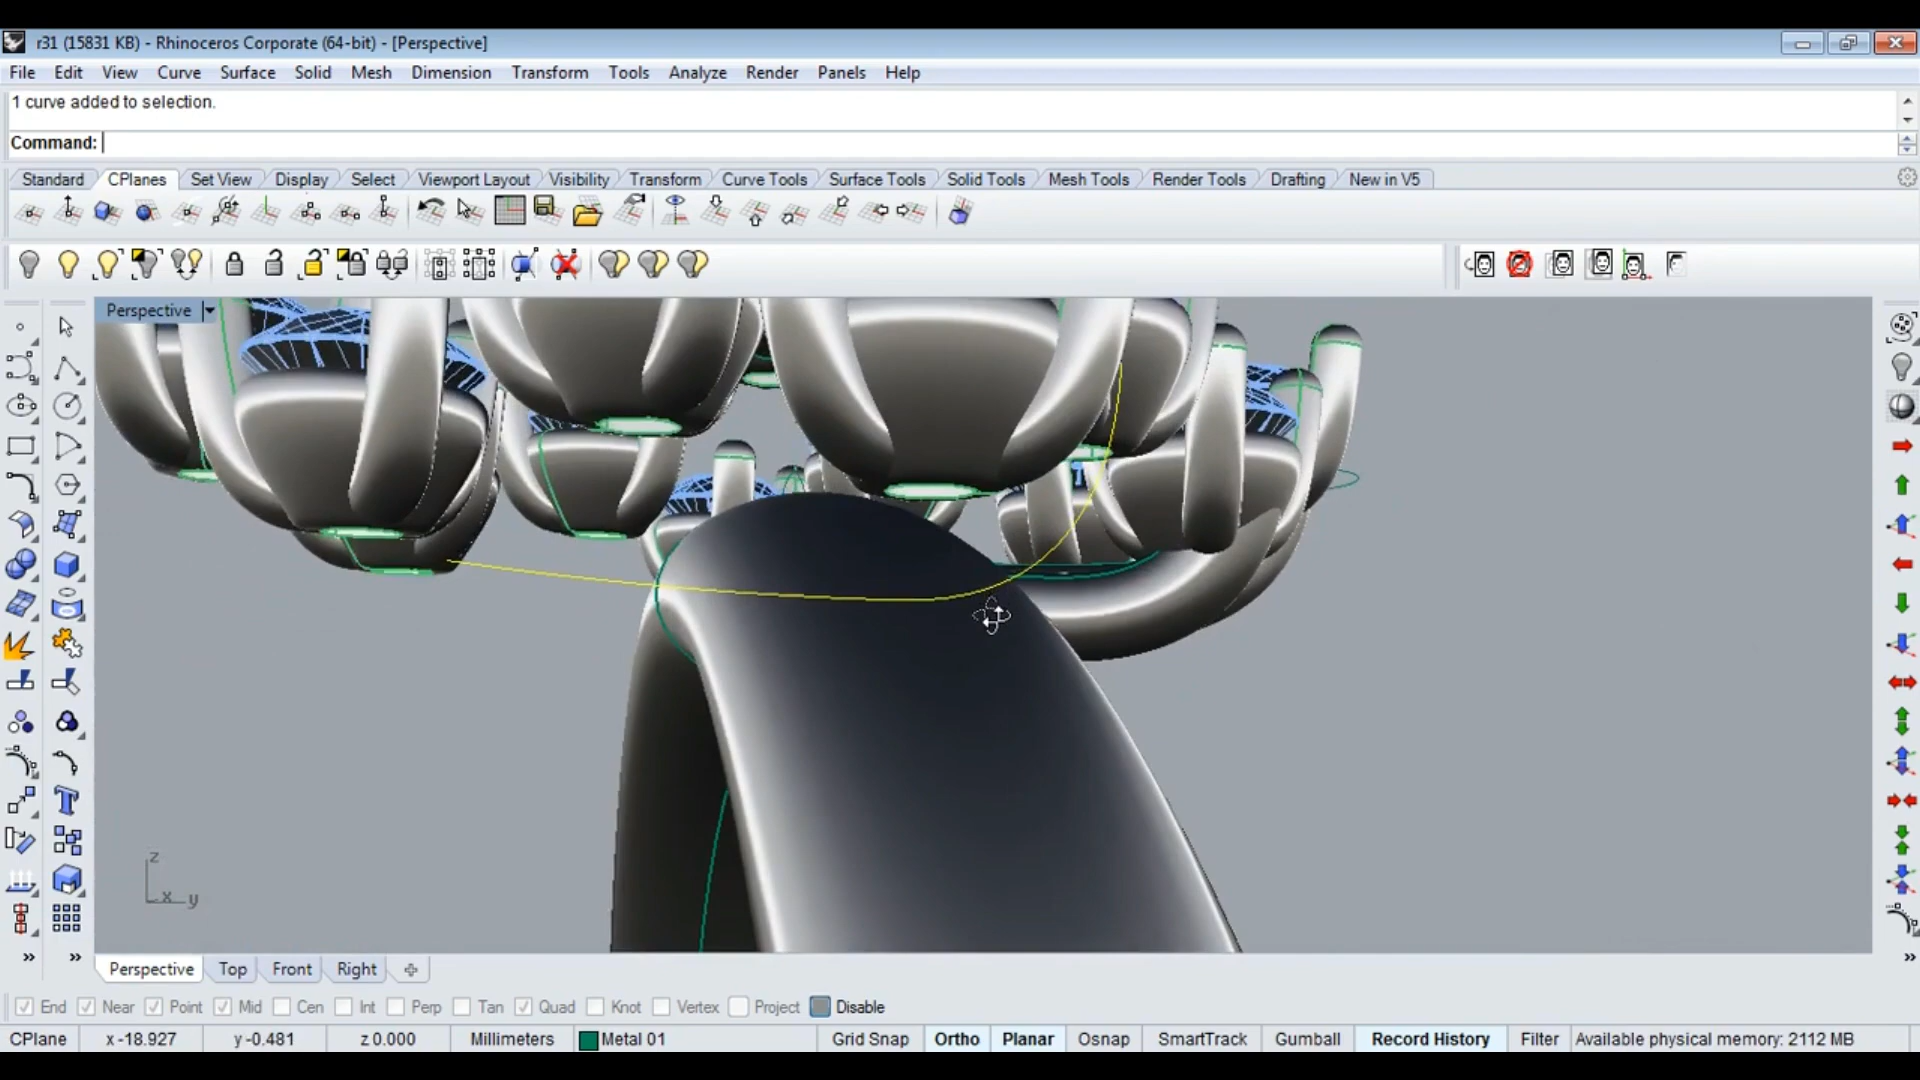 r31 (15831 KB) - Rhinoceros Corporate (64-bit) - [Perspective]
File Edit View Curve Surface Solid Mesh Dimension Transform Tools Analyze Render Panels Help
1 curve added to selection.
Command:
Standard CPlanes Set View Display Select Viewport Layout Visibility Transform Curve Tools Surface Tools Solid Tools Mesh Tools Render Tools Drafting New in V5
Perspective
z
x y
Perspective Top Front Right
End Near Point Mid Cen Int Perp Tan Quad Knot Vertex Project Disable
CPlane x -18.927 y -0.481 z 0.000 Millimeters Metal 01 Grid Snap Ortho Planar Osnap SmartTrack Gumball Record History Filter Available physical memory: 2112 MB